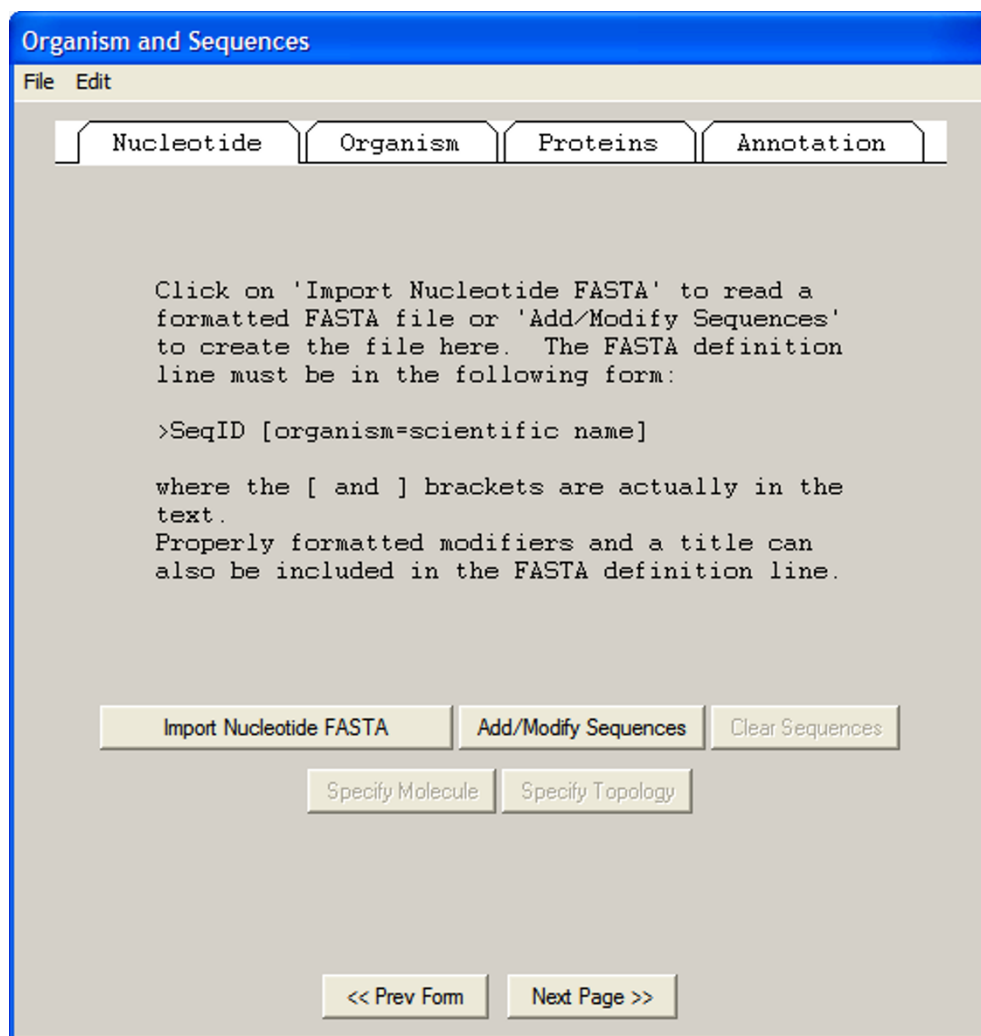 Organism and Sequences
File Edit
Nucleotide Organism Proteins Annotation
Click on 'Import Nucleotide FASTA' to read a
formatted FASTA file or 'Add/Modify Sequences'
to create the file here.  The FASTA definition
line must be in the following form:
>SeqID [organism=scientific name]
where the [ and ] brackets are actually in the
text.
Properly formatted modifiers and a title can
also be included in the FASTA definition line.
Import Nucleotide FASTA Add/Modify Sequences Clear Sequences
Specify Molecule Specify Topology
<< Prev Form Next Page >>